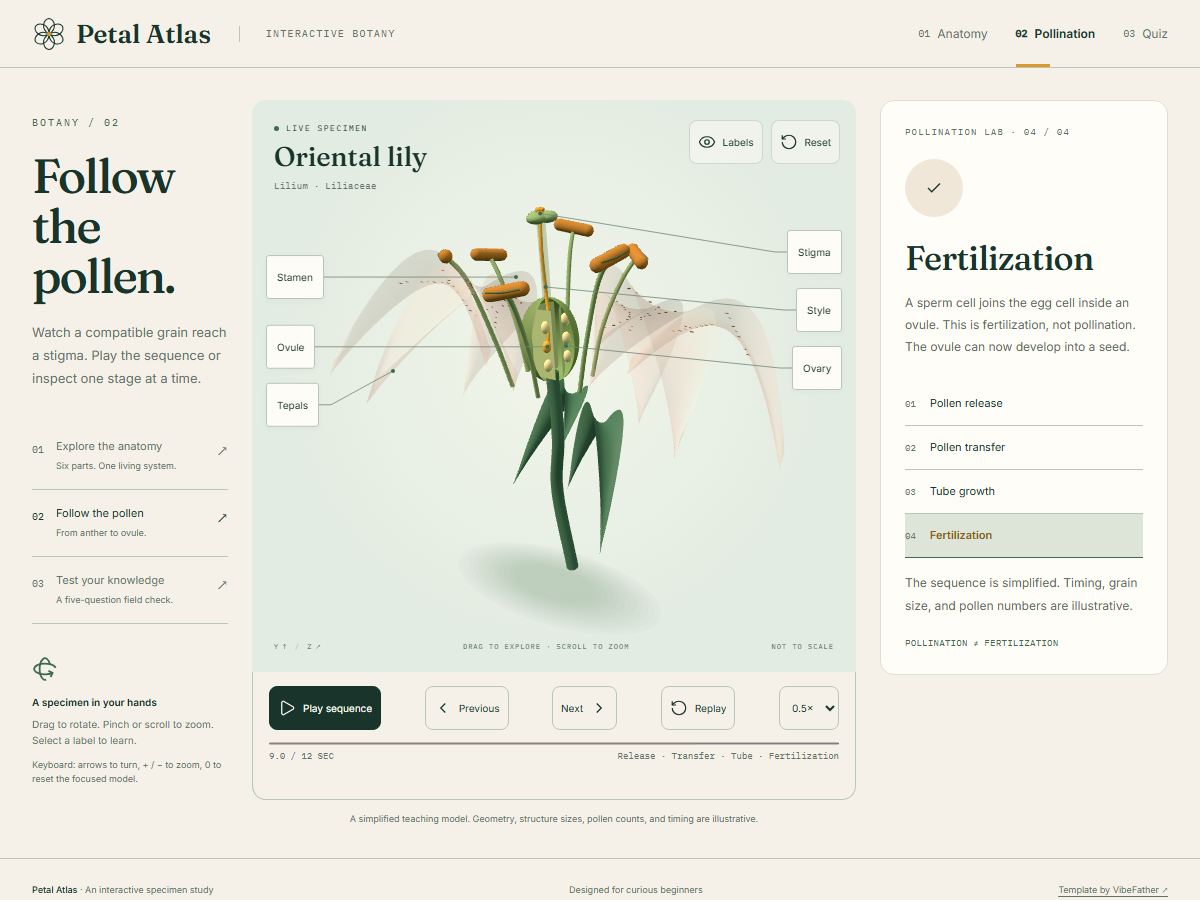 Petal Atlas
INTERACTIVE BOTANY
01 Anatomy
02 Pollination
03 Quiz
BOTANY / 02
Follow
the
pollen.
Watch a compatible grain reach
a stigma. Play the sequence or
inspect one stage at a time.
01 Explore the anatomy ↗
Six parts. One living system.
02 Follow the pollen ↗
From anther to ovule.
03 Test your knowledge ↗
A five-question field check.
A specimen in your hands
Drag to rotate. Pinch or scroll to zoom.
Select a label to learn.
Keyboard: arrows to turn, + / − to zoom, 0 to
reset the focused model.
LIVE SPECIMEN
Oriental lily
Lilium · Liliaceae
Labels
Reset
Stamen
Ovule
Tepals
Stigma
Style
Ovary
Y ↑ / Z ↗
DRAG TO EXPLORE · SCROLL TO ZOOM
NOT TO SCALE
Play sequence
Previous
Next
Replay
0.5×
9.0 / 12 SEC
Release · Transfer · Tube · Fertilization
A simplified teaching model. Geometry, structure sizes, pollen counts, and timing are illustrative.
POLLINATION LAB · 04 / 04
Fertilization
A sperm cell joins the egg cell inside an
ovule. This is fertilization, not pollination.
The ovule can now develop into a seed.
01 Pollen release
02 Pollen transfer
03 Tube growth
04 Fertilization
The sequence is simplified. Timing, grain
size, and pollen numbers are illustrative.
POLLINATION ≠ FERTILIZATION
Petal Atlas · An interactive specimen study
Designed for curious beginners
Template by VibeFather ↗